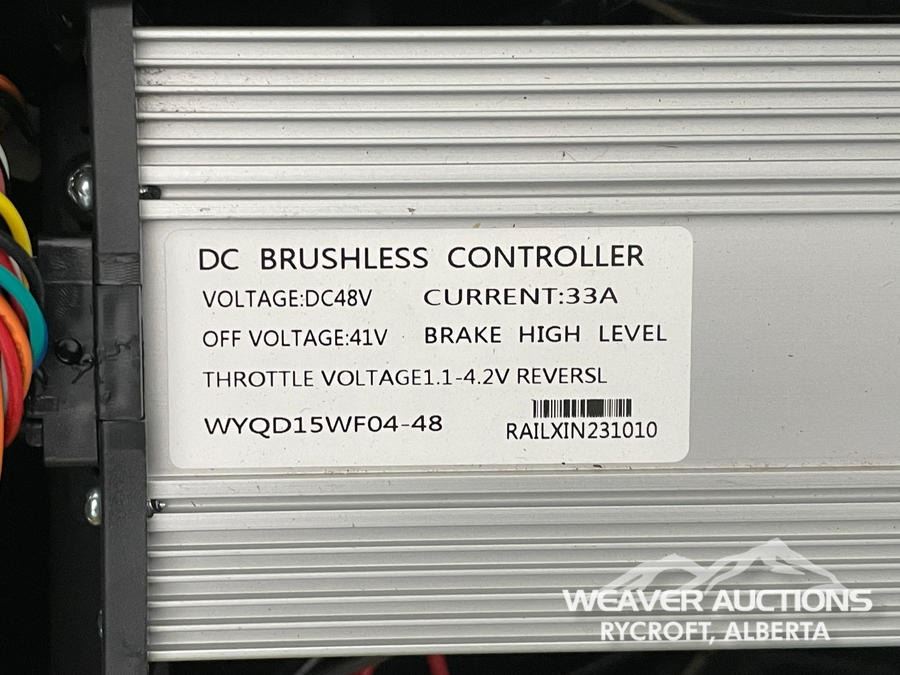 DC BRUSHLESS CONTROLLER
VOLTAGE:DC48V CURRENT:33A
OFF VOLTAGE:41V BRAKE HIGH LEVEL
THROTTLE VOLTAGE1.1-4.2V REVERSL
WYQD15WF04-48 RAILXIN231010
WEAVER AUCTIONS
RYCROFT, ALBERTA